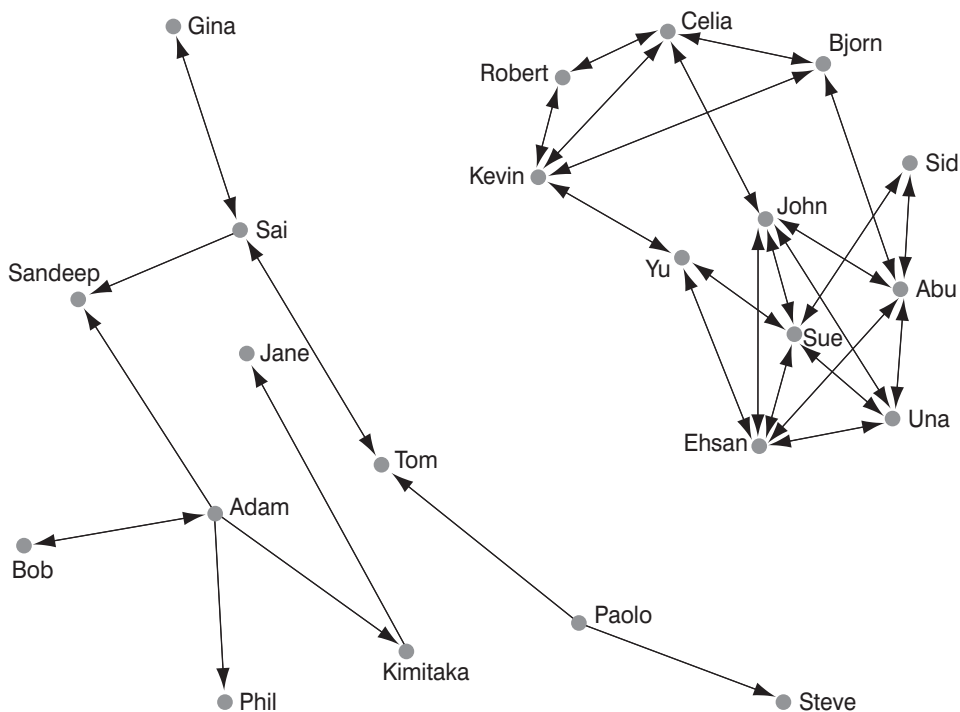 Gina
Celia
Bjorn
Robert
Sid
Kevin
John
Sai
Yu
Sandeep
Abu
Sue
Jane
Una
Ehsan
Tom
Adam
Bob
Paolo
Kimitaka
Phil
Steve